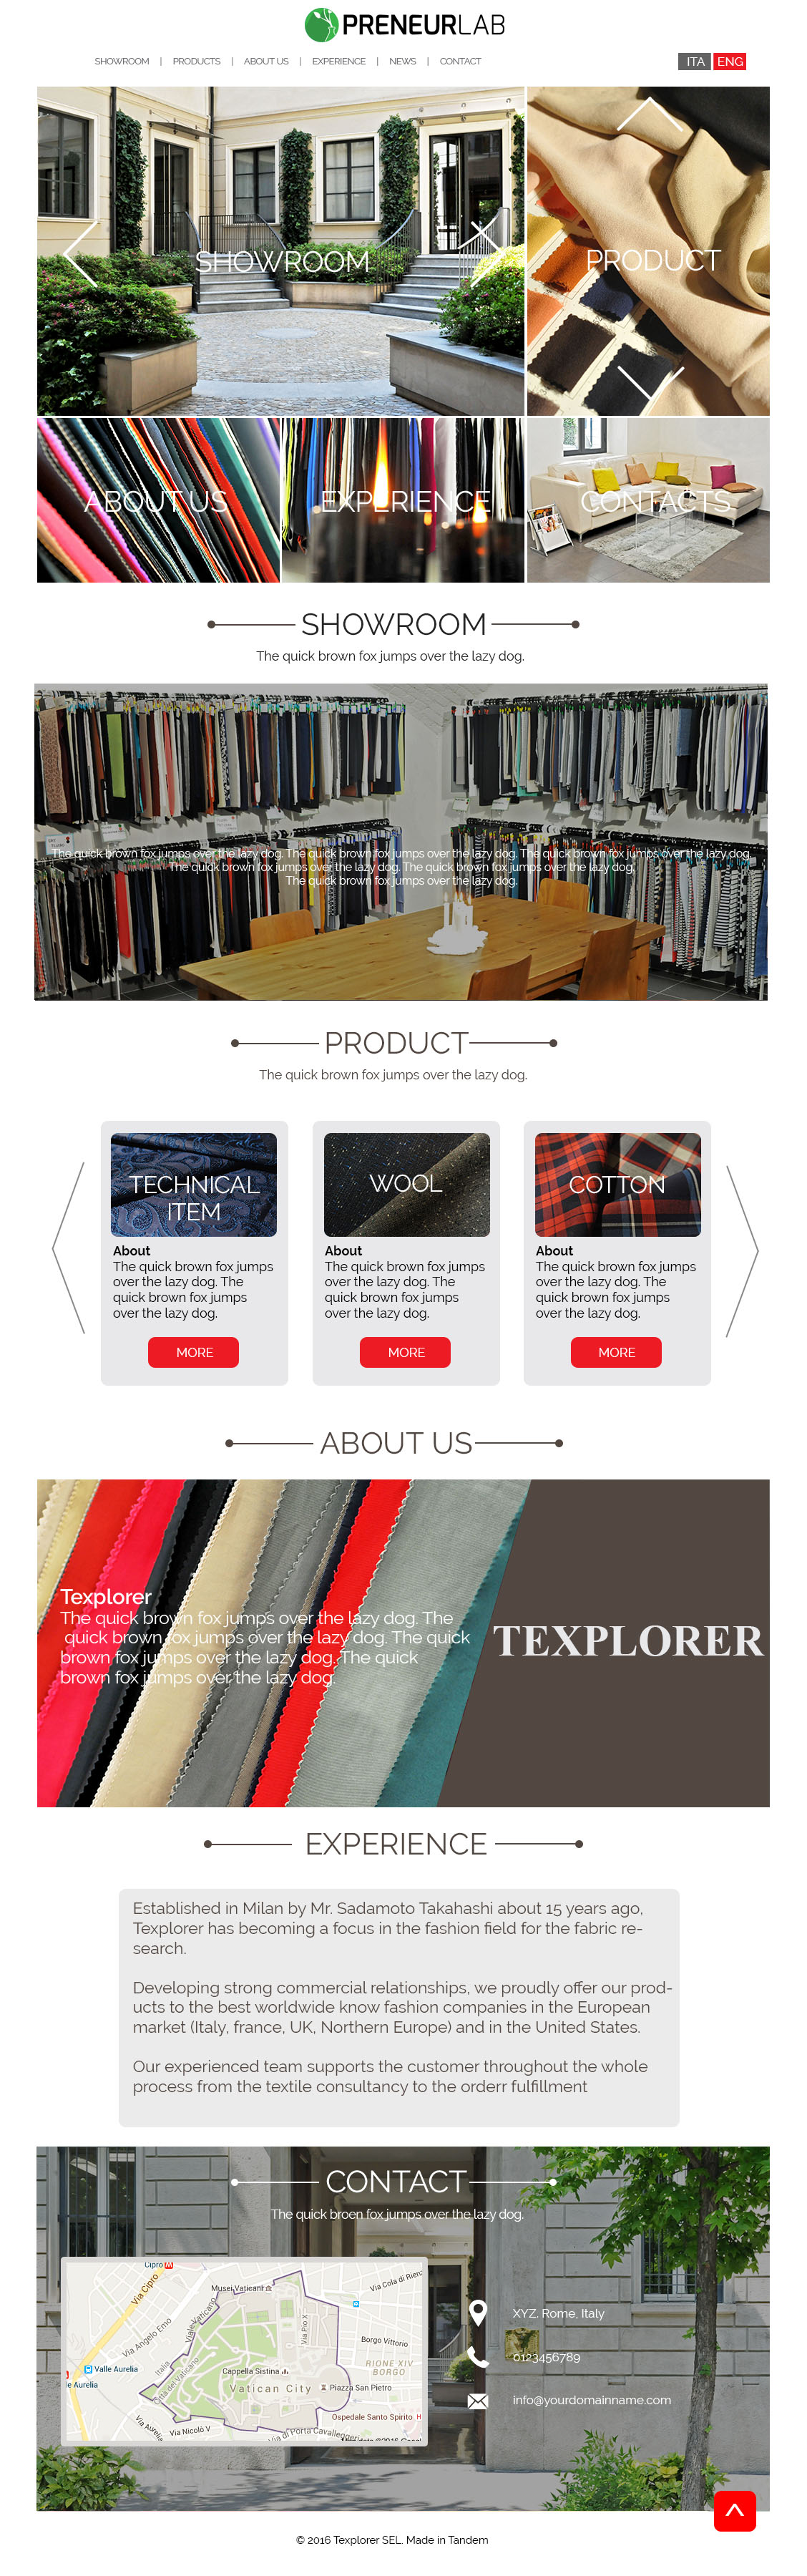 PRENEURLAB
SHOWROOM | PRODUCTS | ABOUT US | EXPERIENCE | NEWS | CONTACT
ITA ENG
SHOWROOM
PRODUCT
ABOUT US
EXPERIENCE
CONTACTS
SHOWROOM
The quick brown fox jumps over the lazy dog.
The quick brown fox jumps over the lazy dog. The quick brown fox jumps over the lazy dog. The quick brown fox jumps over the lazy dog.
The quick brown fox jumps over the lazy dog. The quick brown fox jumps over the lazy dog.
The quick brown fox jumps over the lazy dog.
PRODUCT
The quick brown fox jumps over the lazy dog.
TECHNICAL
ITEM
About
The quick brown fox jumps
over the lazy dog. The
quick brown fox jumps
over the lazy dog.
MORE
WOOL
About
The quick brown fox jumps
over the lazy dog. The
quick brown fox jumps
over the lazy dog.
MORE
COTTON
About
The quick brown fox jumps
over the lazy dog. The
quick brown fox jumps
over the lazy dog.
MORE
ABOUT US
Texplorer
The quick brown fox jumps over the lazy dog. The
quick brown fox jumps over the lazy dog. The quick
brown fox jumps over the lazy dog. The quick
brown fox jumps over the lazy dog.
TEXPLORER
EXPERIENCE
Established in Milan by Mr. Sadamoto Takahashi about 15 years ago,
Texplorer has becoming a focus in the fashion field for the fabric re-
search.
Developing strong commercial relationships, we proudly offer our prod-
ucts to the best worldwide know fashion companies in the European
market (Italy, france, UK, Northern Europe) and in the United States.
Our experienced team supports the customer throughout the whole
process from the textile consultancy to the orderr fulfillment
CONTACT
The quick broen fox jumps over the lazy dog.
Cipro M
Via Cipro
Musei Vaticani
Via Cola di Rien
Viale Vaticano
Via Pio X
Via Angelo Emo
Borgo Vittorio
Valle Aurelia
Italia
Città del Vaticano
Cappella Sistina
RIONE XIV
BORGO
le Aurelia
Vatican City
Piazza San Pietro
Via Aurelia
Via Nicolò V
Ospedale Santo Spirito H
Via di Porta Cavalleggeri
Map data ©2016 Google
XYZ. Rome, Italy
0123456789
info@yourdomainname.com
© 2016 Texplorer SEL. Made in Tandem